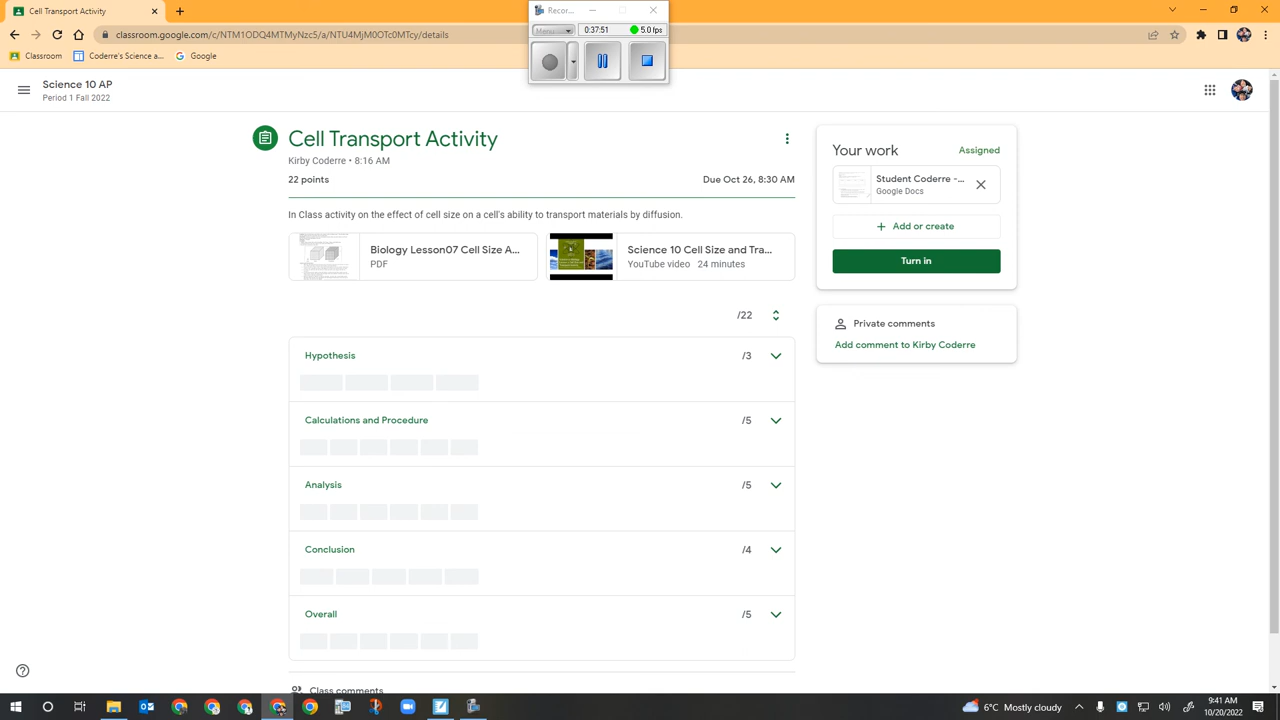 Cell Transport Activity
Recor...
Menu
0:37:51
5.0 fps
classroom.google.com/c/NTM1ODQ4MTMyNzc5/a/NTU4MjM0OTc0MTcy/details
Classroom
Coderre's Science a...
Google
Science 10 AP
Period 1 Fall 2022
Cell Transport Activity
Kirby Coderre • 8:16 AM
22 points
Due Oct 26, 8:30 AM
In Class activity on the effect of cell size on a cell's ability to transport materials by diffusion.
Biology Lesson07 Cell Size A...
PDF
Science 10 Cell Size and Tra...
YouTube video 24 minutes
/22
Hypothesis
/3
Calculations and Procedure
/5
Analysis
/5
Conclusion
/4
Overall
/5
Class comments
Your work
Assigned
Student Coderre -...
Google Docs
Add or create
Turn in
Private comments
Add comment to Kirby Coderre
6°C Mostly cloudy
9:41 AM
10/20/2022